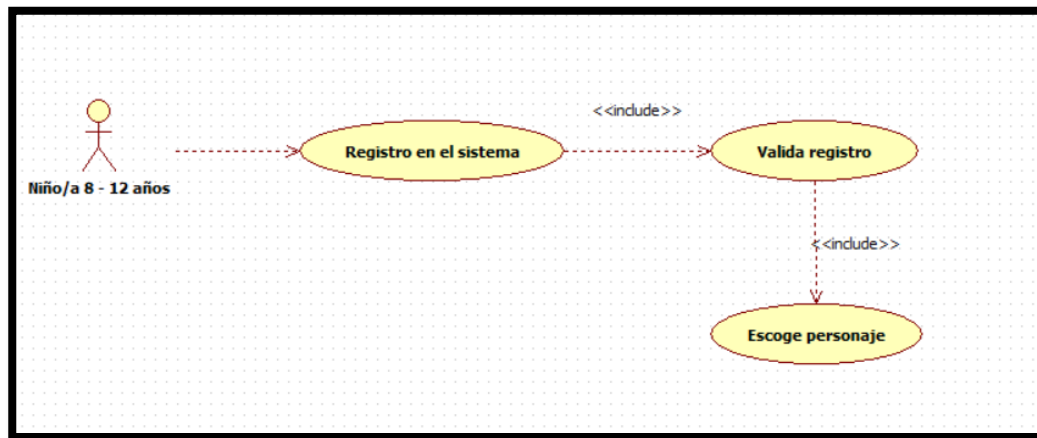 <<include>>
Registro en el sistema
Valida registro
Niño/a 8 - 12 años
<<include>>
Escoge personaje